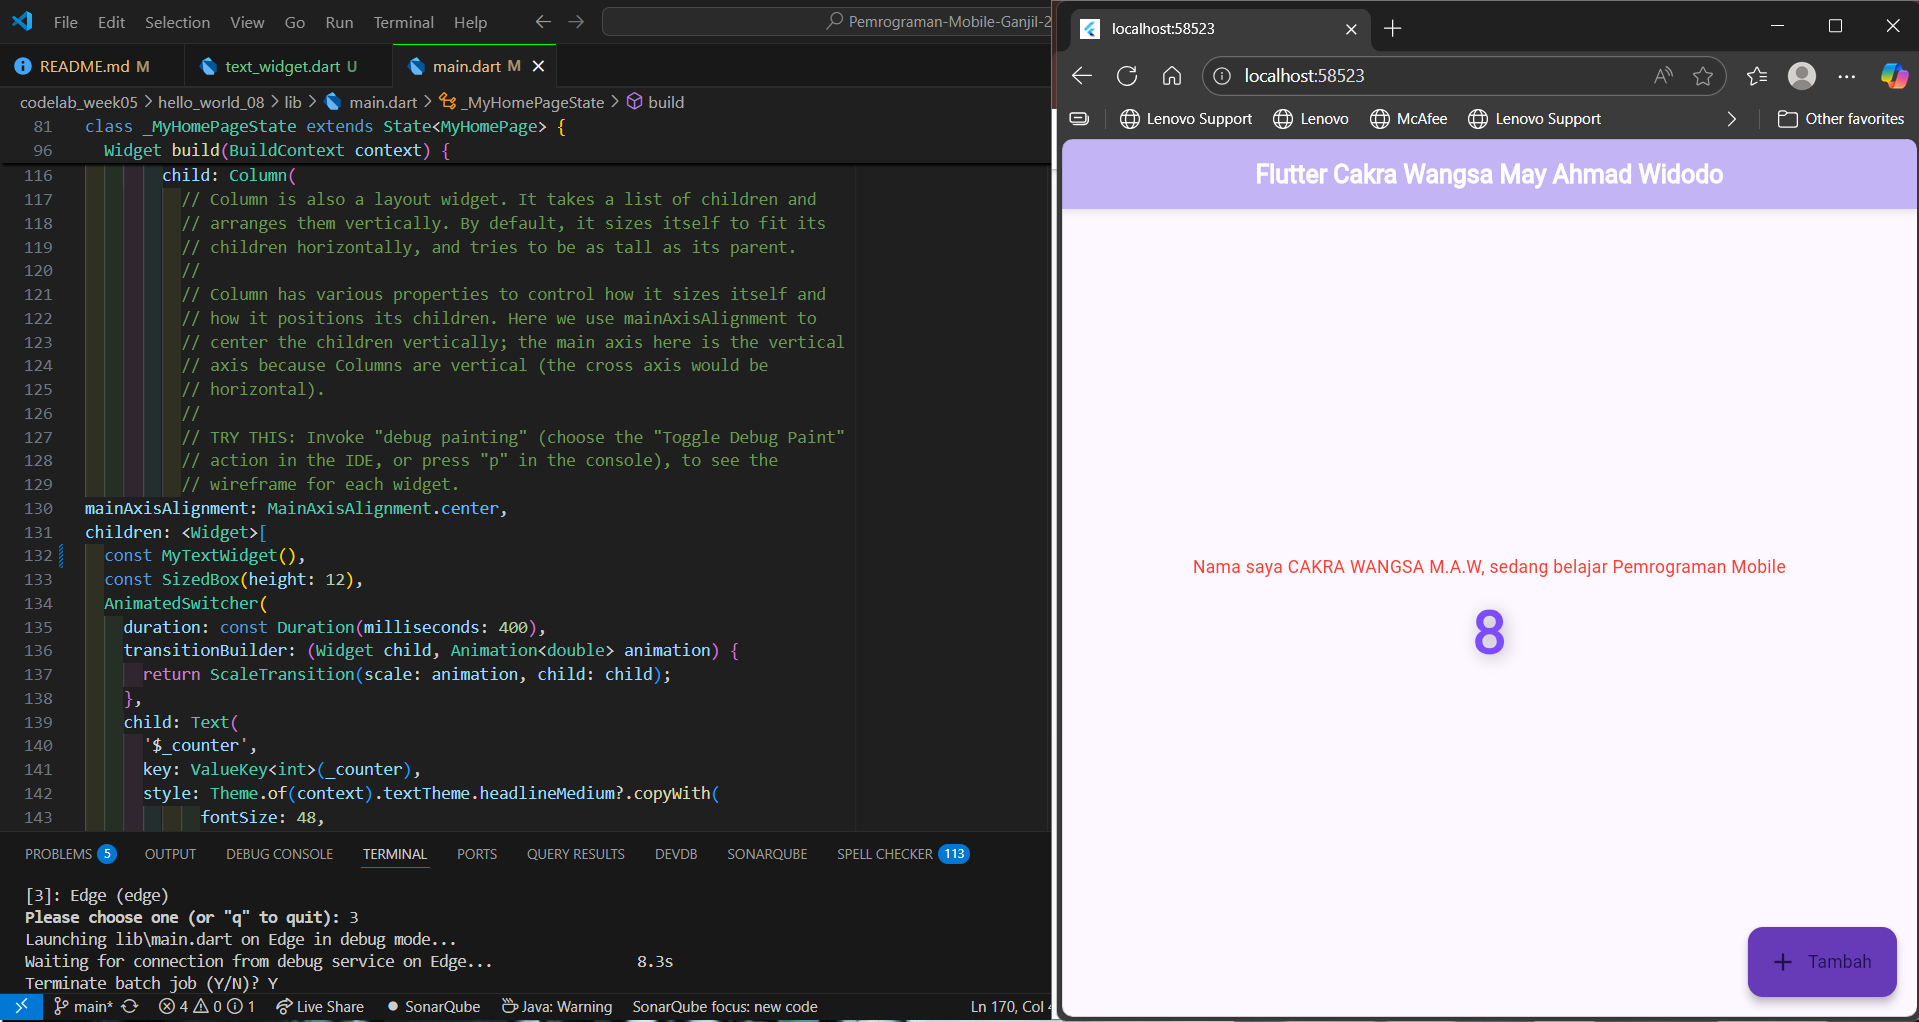 File Edit Selection View Go Run Terminal Help
Pemrograman-Mobile-Ganjil-2
README.md M
text_widget.dart U
main.dart M
codelab_week05 > hello_world_08 > lib > main.dart > _MyHomePageState > build
81 class _MyHomePageState extends State<MyHomePage> {
96 Widget build(BuildContext context) {
116 child: Column(
117 // Column is also a layout widget. It takes a list of children and
118 // arranges them vertically. By default, it sizes itself to fit its
119 // children horizontally, and tries to be as tall as its parent.
120 //
121 // Column has various properties to control how it sizes itself and
122 // how it positions its children. Here we use mainAxisAlignment to
123 // center the children vertically; the main axis here is the vertical
124 // axis because Columns are vertical (the cross axis would be
125 // horizontal).
126 //
127 // TRY THIS: Invoke "debug painting" (choose the "Toggle Debug Paint"
128 // action in the IDE, or press "p" in the console), to see the
129 // wireframe for each widget.
130 mainAxisAlignment: MainAxisAlignment.center,
131 children: <Widget>[
132 const MyTextWidget(),
133 const SizedBox(height: 12),
134 AnimatedSwitcher(
135 duration: const Duration(milliseconds: 400),
136 transitionBuilder: (Widget child, Animation<double> animation) {
137 return ScaleTransition(scale: animation, child: child);
138 },
139 child: Text(
140 '$_counter',
141 key: ValueKey<int>(_counter),
142 style: Theme.of(context).textTheme.headlineMedium?.copyWith(
143 fontSize: 48,
PROBLEMS 5 OUTPUT DEBUG CONSOLE TERMINAL PORTS QUERY RESULTS DEVDB SONARQUBE SPELL CHECKER 113
[3]: Edge (edge)
Please choose one (or "q" to quit): 3
Launching lib\main.dart on Edge in debug mode...
Waiting for connection from debug service on Edge... 8.3s
Terminate batch job (Y/N)? Y
main* 4 0 1 Live Share SonarQube Java: Warning SonarQube focus: new code Ln 170, Col
localhost:58523
localhost:58523
Lenovo Support Lenovo McAfee Lenovo Support Other favorites
Flutter Cakra Wangsa May Ahmad Widodo
Nama saya CAKRA WANGSA M.A.W, sedang belajar Pemrograman Mobile
8
+ Tambah